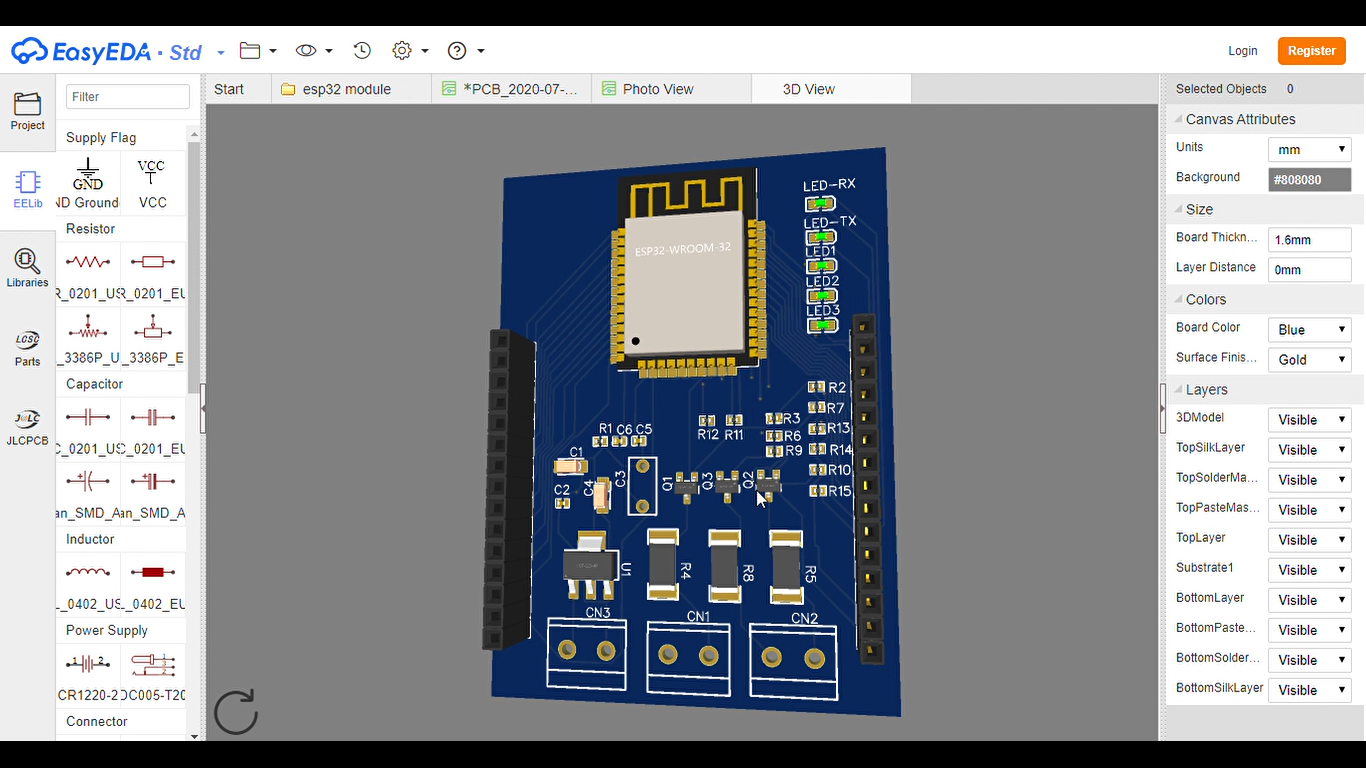 EasyEDA · Std
Login
Register
Project
EELib
Libraries
LCSC
Parts
JLCPCB
Filter
Supply Flag
GND
VCC
ND Ground
VCC
Resistor
R_0201_US
R_0201_EU
_3386P_U
_3386P_E
Capacitor
C_0201_US
_0201_EU
an_SMD_A
an_SMD_A
Inductor
L_0402_US
_0402_EU
Power Supply
1 2
CR1220-2
DC005-T20
Connector
Start
esp32 module
*PCB_2020-07-...
Photo View
3D View
ESP32-WROOM-32
LED-RX
LED-TX
LED1
LED2
LED3
R2
R7
R3
R12
R11
R6
R13
R9
R14
R10
R15
R1
C6
C5
C1
C2
C4
C3
Q1
Q3
Q2
U1
R4
R8
R5
CN3
CN1
CN2
Selected Objects 0
Canvas Attributes
Units mm
Background #808080
Size
Board Thickn... 1.6mm
Layer Distance 0mm
Colors
Board Color Blue
Surface Finis... Gold
Layers
3DModel Visible
TopSilkLayer Visible
TopSolderMa... Visible
TopPasteMas... Visible
TopLayer Visible
Substrate1 Visible
BottomLayer Visible
BottomPaste... Visible
BottomSolder... Visible
BottomSilkLayer Visible